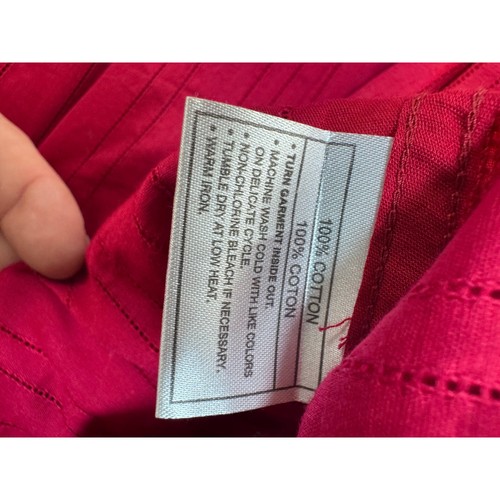 100% COTTON
100% COTON
• TURN GARMENT INSIDE OUT.
• MACHINE WASH COLD WITH LIKE COLORS
ON DELICATE CYCLE.
• NON-CHLORINE BLEACH IF NECESSARY.
• TUMBLE DRY AT LOW HEAT.
• WARM IRON.